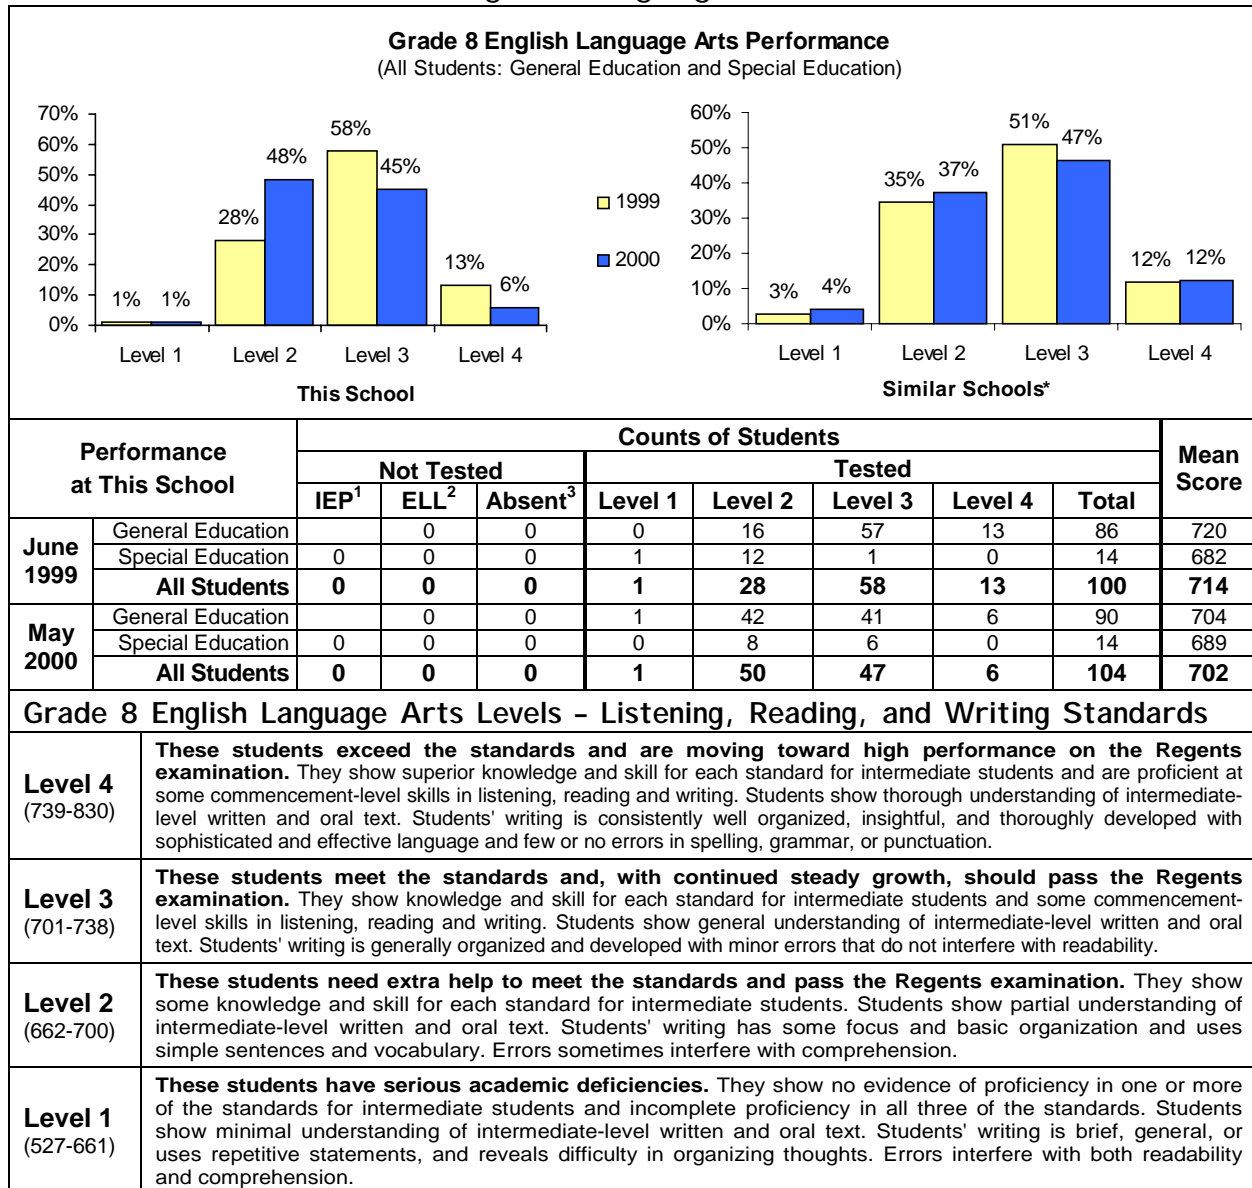 Grade 8 English Language Arts Performance
(All Students: General Education and Special Education)
70%
60%
50%
40%
30%
20%
10%
0%
1% 1%
28%
48%
58%
45%
13%
6%
Level 1 Level 2 Level 3 Level 4
This School
1999
2000
60%
50%
40%
30%
20%
10%
0%
3% 4%
35% 37%
51%
47%
12% 12%
Level 1 Level 2 Level 3 Level 4
Similar Schools*
Performance
at This School
Counts of Students
Mean
Score
Not Tested Tested
IEP1 ELL2 Absent3 Level 1 Level 2 Level 3 Level 4 Total
June
1999
General Education 0 0 0 16 57 13 86 720
Special Education 0 0 0 1 12 1 0 14 682
All Students 0 0 0 1 28 58 13 100 714
May
2000
General Education 0 0 1 42 41 6 90 704
Special Education 0 0 0 0 8 6 0 14 689
All Students 0 0 0 1 50 47 6 104 702
Grade 8 English Language Arts Levels – Listening, Reading, and Writing Standards
Level 4
(739-830)
These students exceed the standards and are moving toward high performance on the Regents
examination. They show superior knowledge and skill for each standard for intermediate students and are proficient at
some commencement-level skills in listening, reading and writing. Students show thorough understanding of intermediate-
level written and oral text. Students' writing is consistently well organized, insightful, and thoroughly developed with
sophisticated and effective language and few or no errors in spelling, grammar, or punctuation.
Level 3
(701-738)
These students meet the standards and, with continued steady growth, should pass the Regents
examination. They show knowledge and skill for each standard for intermediate students and some commencement-
level skills in listening, reading and writing. Students show general understanding of intermediate-level written and oral
text. Students' writing is generally organized and developed with minor errors that do not interfere with readability.
Level 2
(662-700)
These students need extra help to meet the standards and pass the Regents examination. They show
some knowledge and skill for each standard for intermediate students. Students show partial understanding of
intermediate-level written and oral text. Students' writing has some focus and basic organization and uses
simple sentences and vocabulary. Errors sometimes interfere with comprehension.
Level 1
(527-661)
These students have serious academic deficiencies. They show no evidence of proficiency in one or more
of the standards for intermediate students and incomplete proficiency in all three of the standards. Students
show minimal understanding of intermediate-level written and oral text. Students' writing is brief, general, or
uses repetitive statements, and reveals difficulty in organizing thoughts. Errors interfere with both readability
and comprehension.